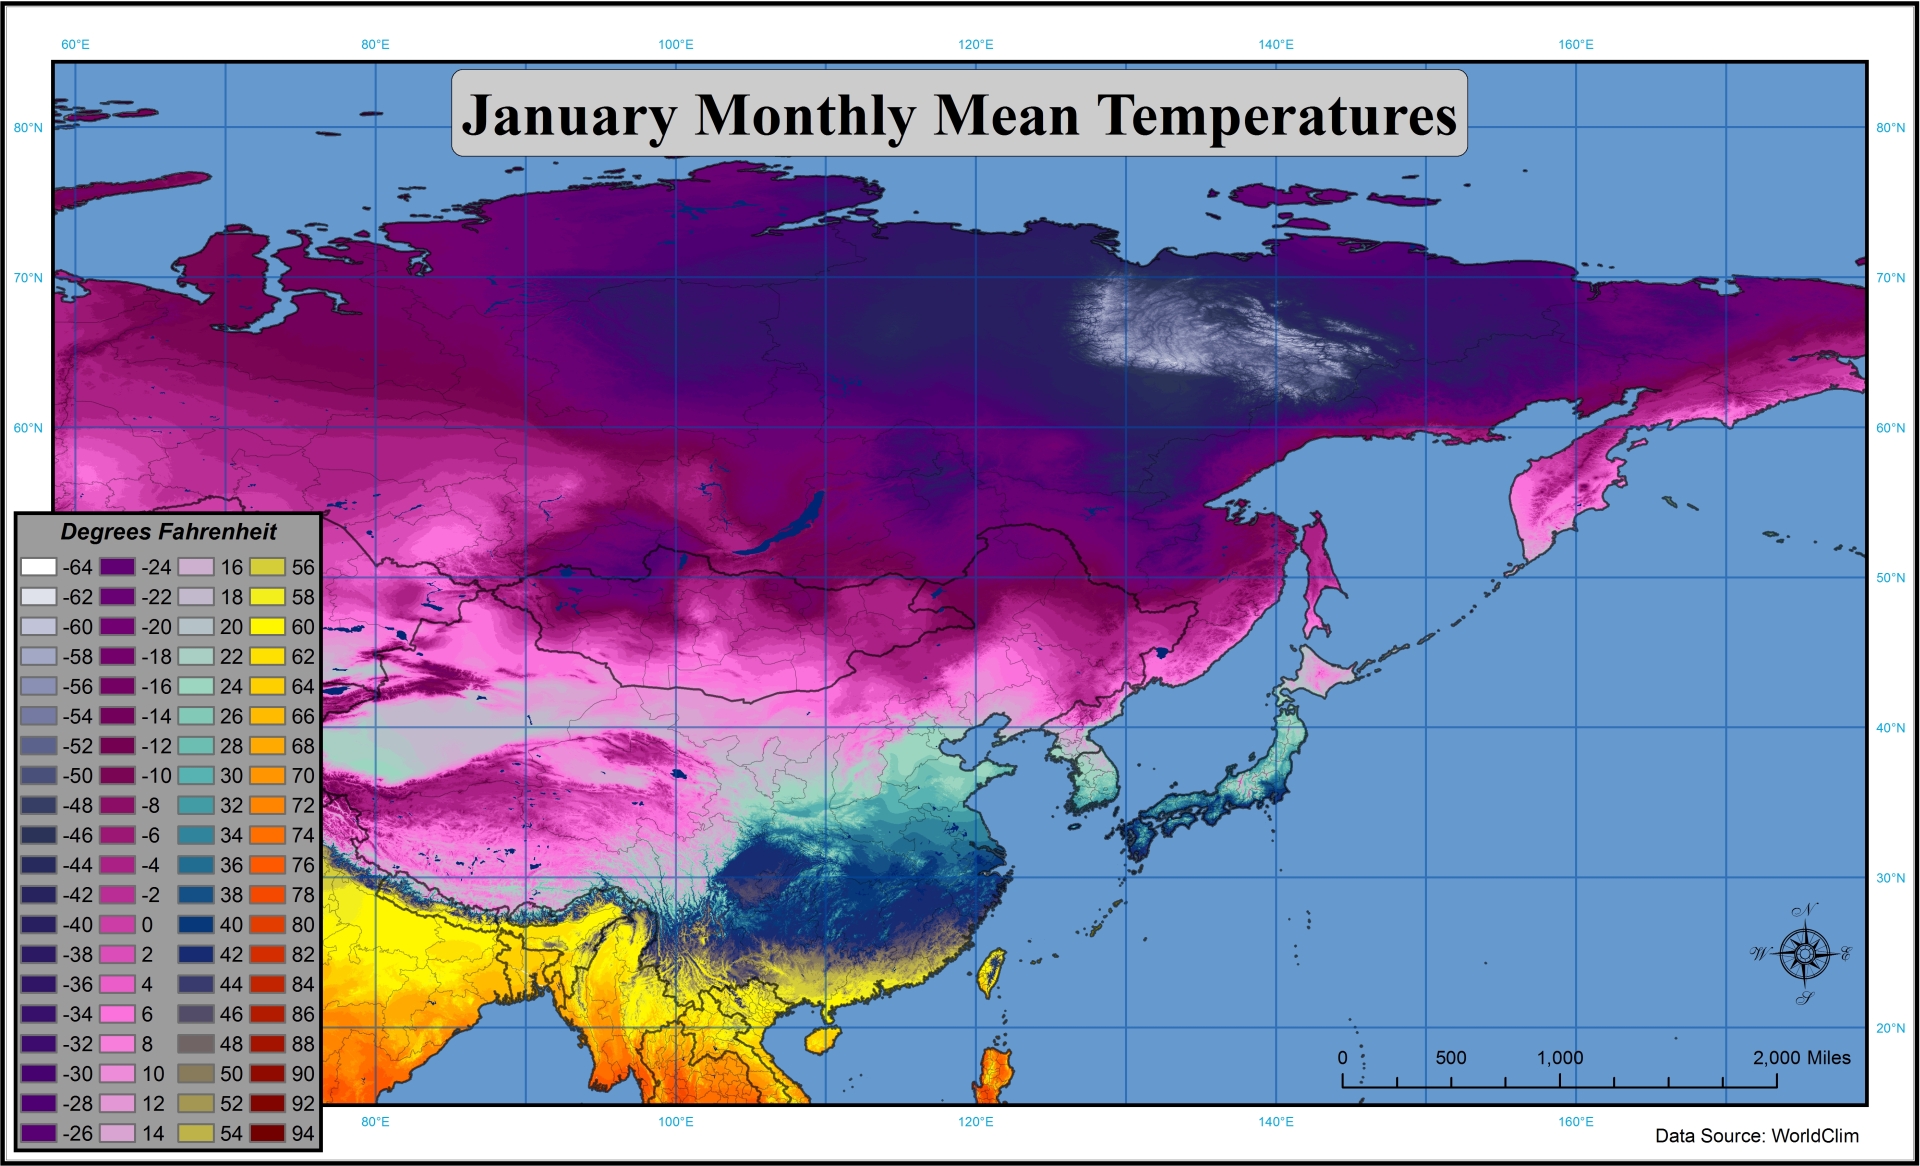 60°E 80°E 100°E 120°E 140°E 160°E
January Monthly Mean Temperatures
80°N 80°N
70°N 70°N
60°N 60°N
50°N
40°N
30°N
20°N
Degrees Fahrenheit
-64 -24 16 56
-62 -22 18 58
-60 -20 20 60
-58 -18 22 62
-56 -16 24 64
-54 -14 26 66
-52 -12 28 68
-50 -10 30 70
-48 -8 32 72
-46 -6 34 74
-44 -4 36 76
-42 -2 38 78
-40 0 40 80
-38 2 42 82
-36 4 44 84
-34 6 46 86
-32 8 48 88
-30 10 50 90
-28 12 52 92
-26 14 54 94
N
W E
S
0 500 1,000 2,000 Miles
80°E 100°E 120°E 140°E 160°E
Data Source: WorldClim